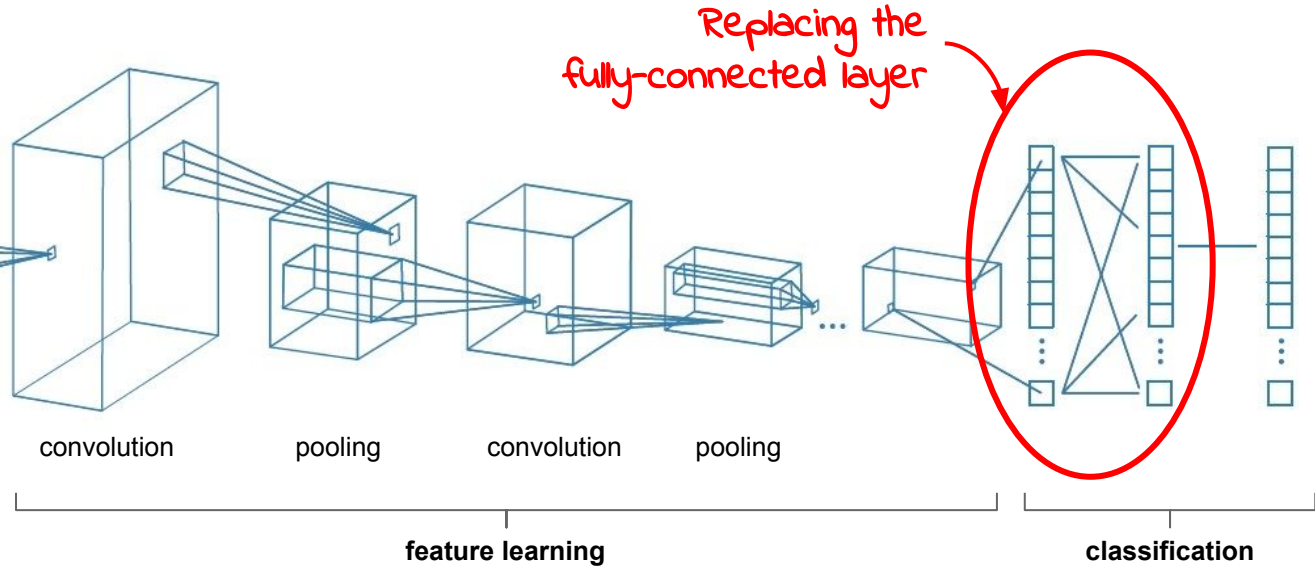 Replacing the
fully-connected layer
convolution
pooling
convolution
pooling
feature learning
classification